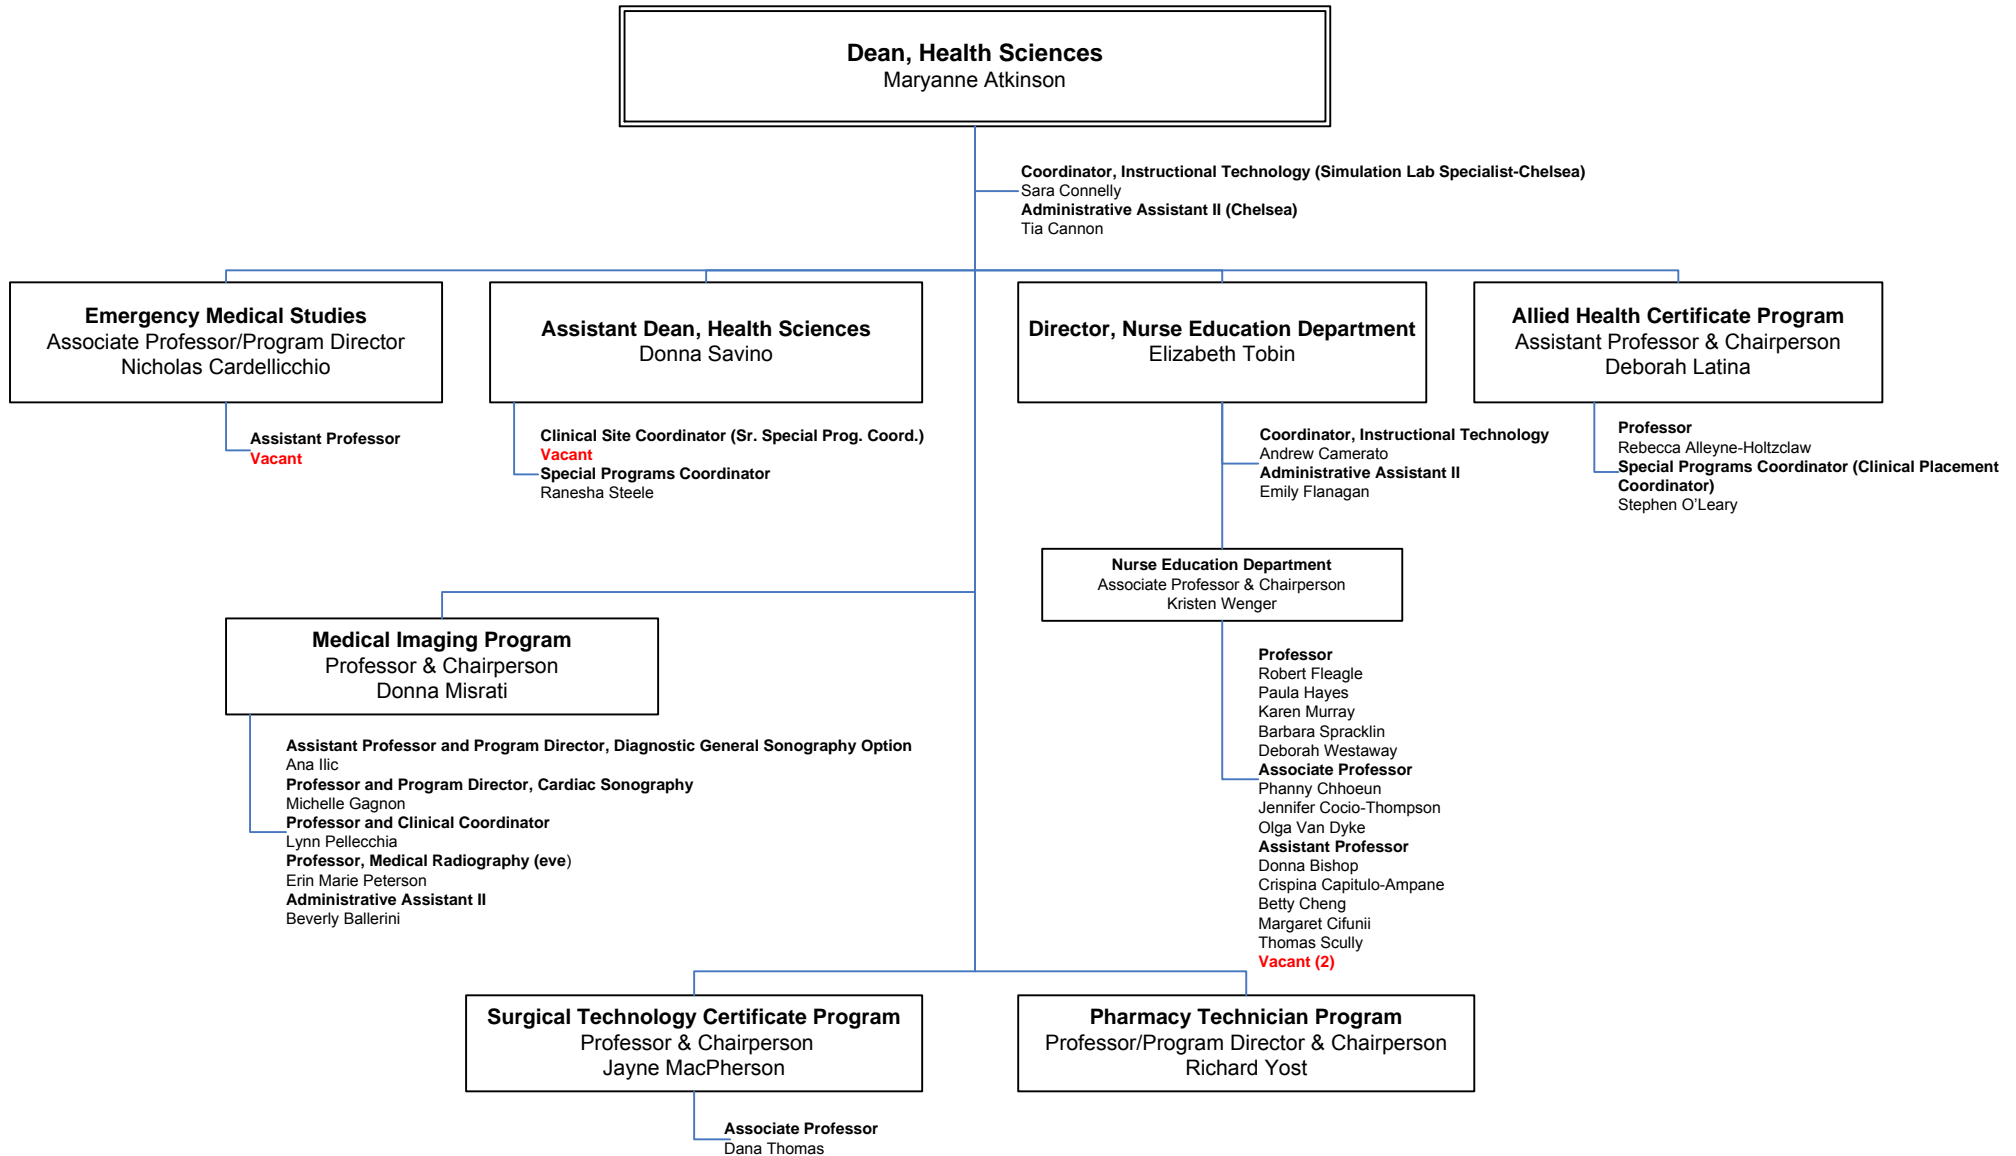 Dean, Health Sciences
Maryanne Atkinson
Coordinator, Instructional Technology (Simulation Lab Specialist-Chelsea)
Sara Connelly
Administrative Assistant II (Chelsea)
Tia Cannon
Emergency Medical Studies
Associate Professor/Program Director
Nicholas Cardellicchio
Assistant Professor
Vacant
Assistant Dean, Health Sciences
Donna Savino
Clinical Site Coordinator (Sr. Special Prog. Coord.)
Vacant
Special Programs Coordinator
Ranesha Steele
Director, Nurse Education Department
Elizabeth Tobin
Coordinator, Instructional Technology
Andrew Camerato
Administrative Assistant II
Emily Flanagan
Allied Health Certificate Program
Assistant Professor & Chairperson
Deborah Latina
Professor
Rebecca Alleyne-Holtzclaw
Special Programs Coordinator (Clinical Placement
Coordinator)
Stephen O’Leary
Nurse Education Department
Associate Professor & Chairperson
Kristen Wenger
Professor
Robert Fleagle
Paula Hayes
Karen Murray
Barbara Spracklin
Deborah Westaway
Associate Professor
Phanny Chhoeun
Jennifer Cocio-Thompson
Olga Van Dyke
Assistant Professor
Donna Bishop
Crispina Capitulo-Ampane
Betty Cheng
Margaret Cifunii
Thomas Scully
Vacant (2)
Medical Imaging Program
Professor & Chairperson
Donna Misrati
Assistant Professor and Program Director, Diagnostic General Sonography Option
Ana Ilic
Professor and Program Director, Cardiac Sonography
Michelle Gagnon
Professor and Clinical Coordinator
Lynn Pellecchia
Professor, Medical Radiography (eve)
Erin Marie Peterson
Administrative Assistant II
Beverly Ballerini
Surgical Technology Certificate Program
Professor & Chairperson
Jayne MacPherson
Associate Professor
Dana Thomas
Pharmacy Technician Program
Professor/Program Director & Chairperson
Richard Yost